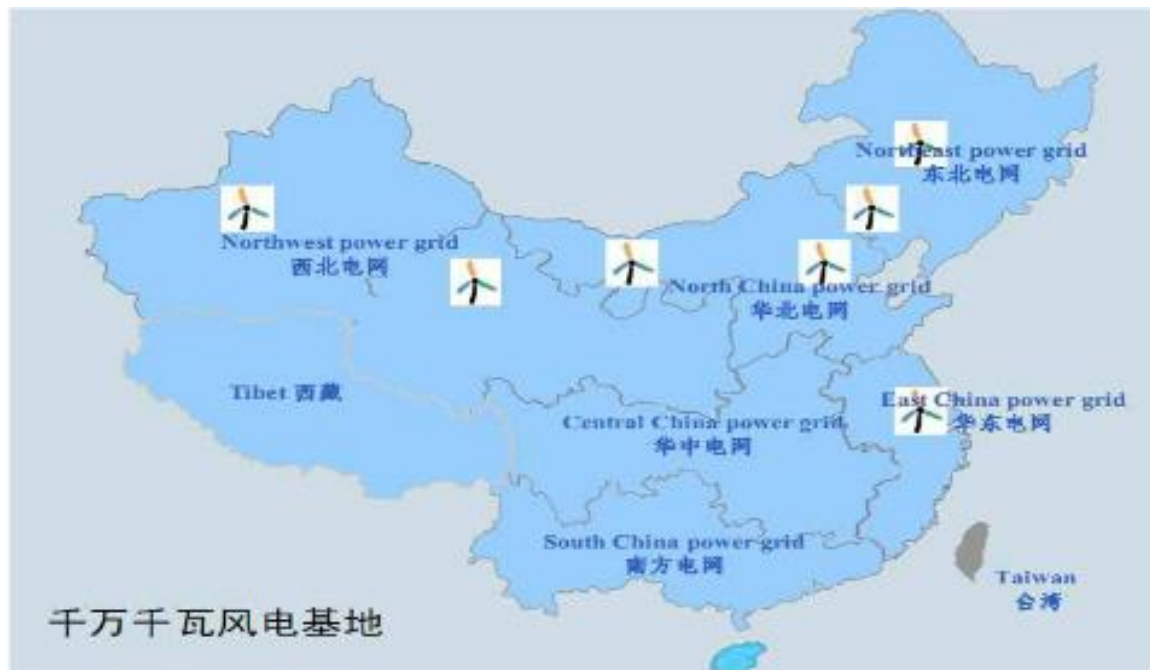 Northeast power grid
东北电网
Northwest power grid
西北电网
North China power grid
华北电网
Tibet 西藏
East China power grid
华东电网
Central China power grid
华中电网
South China power grid
南方电网
Taiwan
台湾
千万千瓦风电基地